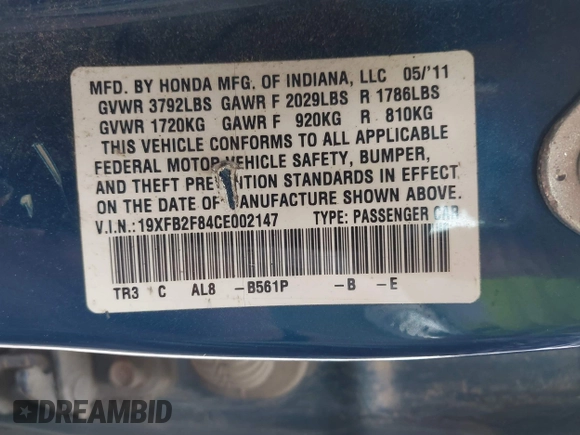 MFD. BY HONDA MFG. OF INDIANA, LLC 05/'11
GVWR 3792LBS GAWR F 2029LBS R 1786LBS
GVWR 1720KG GAWR F 920KG R 810KG
THIS VEHICLE CONFORMS TO ALL APPLICABLE
FEDERAL MOTOR VEHICLE SAFETY, BUMPER,
AND THEFT PREVENTION STANDARDS IN EFFECT
ON THE DATE OF MANUFACTURE SHOWN ABOVE.
V.I.N.:19XFB2F84CE002147 TYPE: PASSENGER CAR
TR3 C AL8 -B561P -B -E
DREAMBID